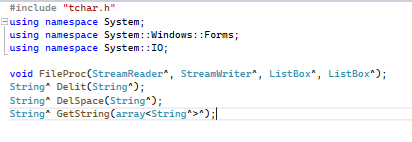 #include "tchar.h"
using namespace System;
using namespace System::Windows::Forms;
using namespace System::IO;
void FileProc(StreamReader^, StreamWriter^, ListBox^, ListBox^);
String^ Delit(String^);
String^ DelSpace(String^);
String^ GetString(array<String^>^);